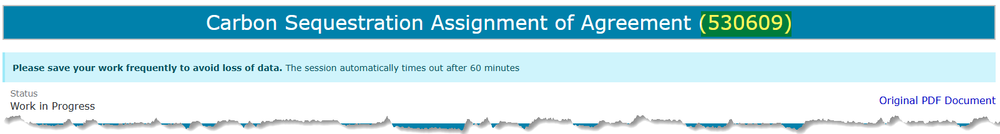 Carbon Sequestration Assignment of Agreement (530609)
Please save your work frequently to avoid loss of data. The session automatically times out after 60 minutes
Status
Work in Progress
Original PDF Document